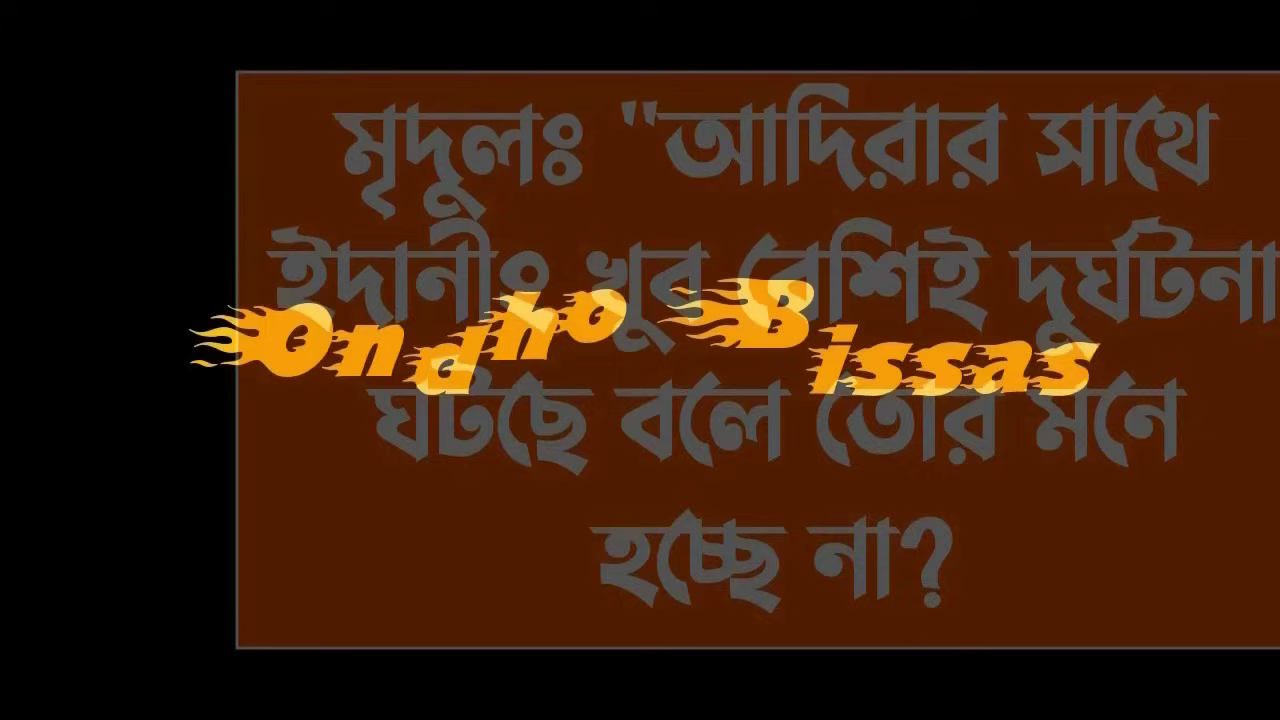 মৃদুলঃ "আদিরার সাথে
ইদানীং খুব বেশিই দুর্ঘটনা
Ondho Bissas
ঘটছে বলে তোর মনে
হচ্ছে না?